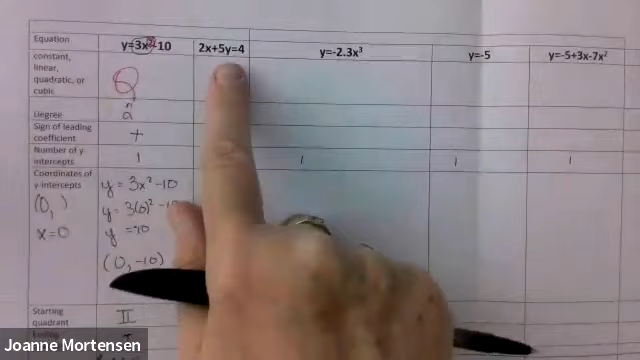 Equation
y=3x²-10
2x+5y=4
y=-2.3x³
y=-5
y=-5+3x-7x²
constant,
linear,
quadratic, or
cubic
Q
Degree
Sign of leading
coefficient
+
Number of y
intercepts
1
1
1
1
Coordinates of
y-intercepts
(0, )
x=0
y = 3x² -10
y = 3(0)² -10
y = -10
(0, -10)
Starting
quadrant
II
Joanne Mortensen